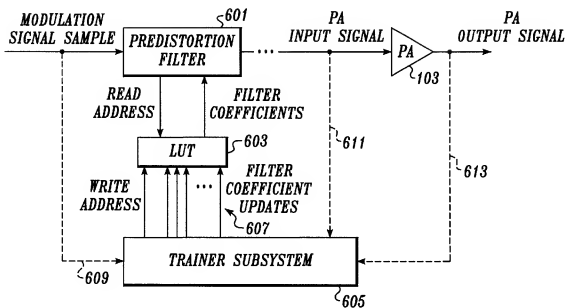 MODULATION
SIGNAL SAMPLE
601
PREDISTORTION
FILTER
PA
INPUT SIGNAL
PA
103
PA
OUTPUT SIGNAL
READ
ADDRESS
FILTER
COEFFICIENTS
LUT
603
611
613
WRITE
ADDRESS
FILTER
COEFFICIENT
UPDATES
607
609
TRAINER SUBSYSTEM
605